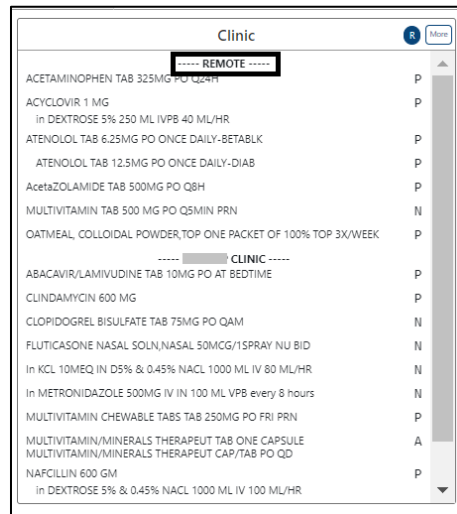 Clinic
R
More
----- REMOTE -----
ACETAMINOPHEN TAB 325MG PO Q24H P
ACYCLOVIR 1 MG P
in DEXTROSE 5% 250 ML IVPB 40 ML/HR
ATENOLOL TAB 6.25MG PO ONCE DAILY-BETABLK P
ATENOLOL TAB 12.5MG PO ONCE DAILY-DIAB P
AcetaZOLAMIDE TAB 500MG PO Q8H P
MULTIVITAMIN TAB 500 MG PO Q5MIN PRN N
OATMEAL, COLLOIDAL POWDER,TOP ONE PACKET OF 100% TOP 3X/WEEK P
----- CLINIC -----
ABACAVIR/LAMIVUDINE TAB 10MG PO AT BEDTIME P
CLINDAMYCIN 600 MG P
CLOPIDOGREL BISULFATE TAB 75MG PO QAM N
FLUTICASONE NASAL SOLN,NASAL 50MCG/1SPRAY NU BID N
In KCL 10MEQ IN D5% & 0.45% NACL 1000 ML IV 80 ML/HR N
In METRONIDAZOLE 500MG IV IN 100 ML VPB every 8 hours N
MULTIVITAMIN CHEWABLE TABS TAB 250MG PO FRI PRN P
MULTIVITAMIN/MINERALS THERAPEUT TAB ONE CAPSULE A
MULTIVITAMIN/MINERALS THERAPEUT CAP/TAB PO QD
NAFCILLIN 600 GM P
in DEXTROSE 5% & 0.45% NACL 1000 ML IV 100 ML/HR